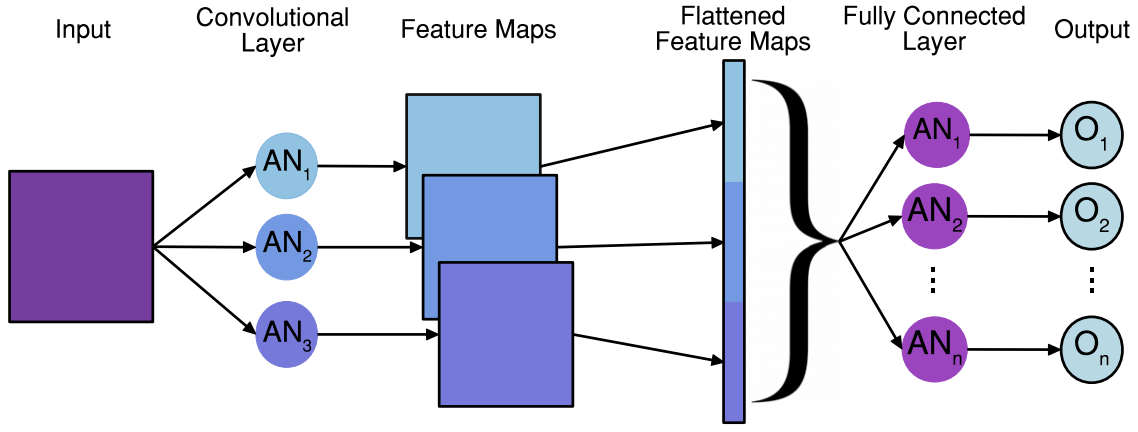 Input
Convolutional
Layer
Feature Maps
Flattened
Feature Maps
Fully Connected
Layer
Output
AN₁
AN₂
AN₃
AN₁
AN₂
ANₙ
O₁
O₂
Oₙ